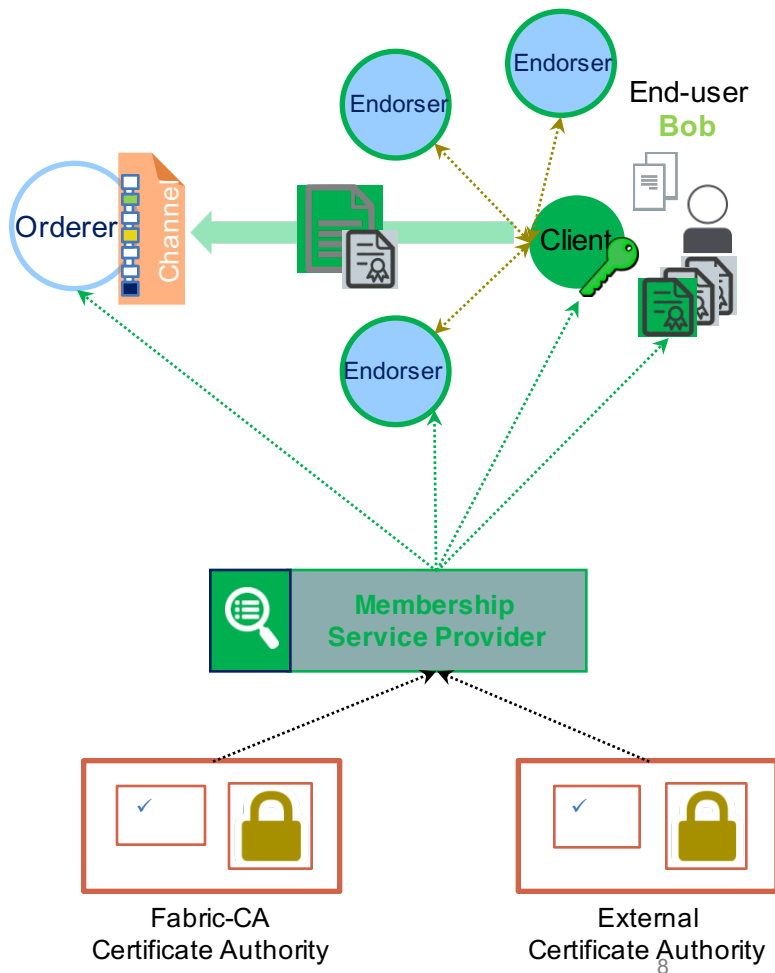 Endorser
Endorser
End-user
Bob
Orderer
Channel
Client
Endorser
Membership
Service Provider
Fabric-CA
Certificate Authority
External
Certificate Authority
8